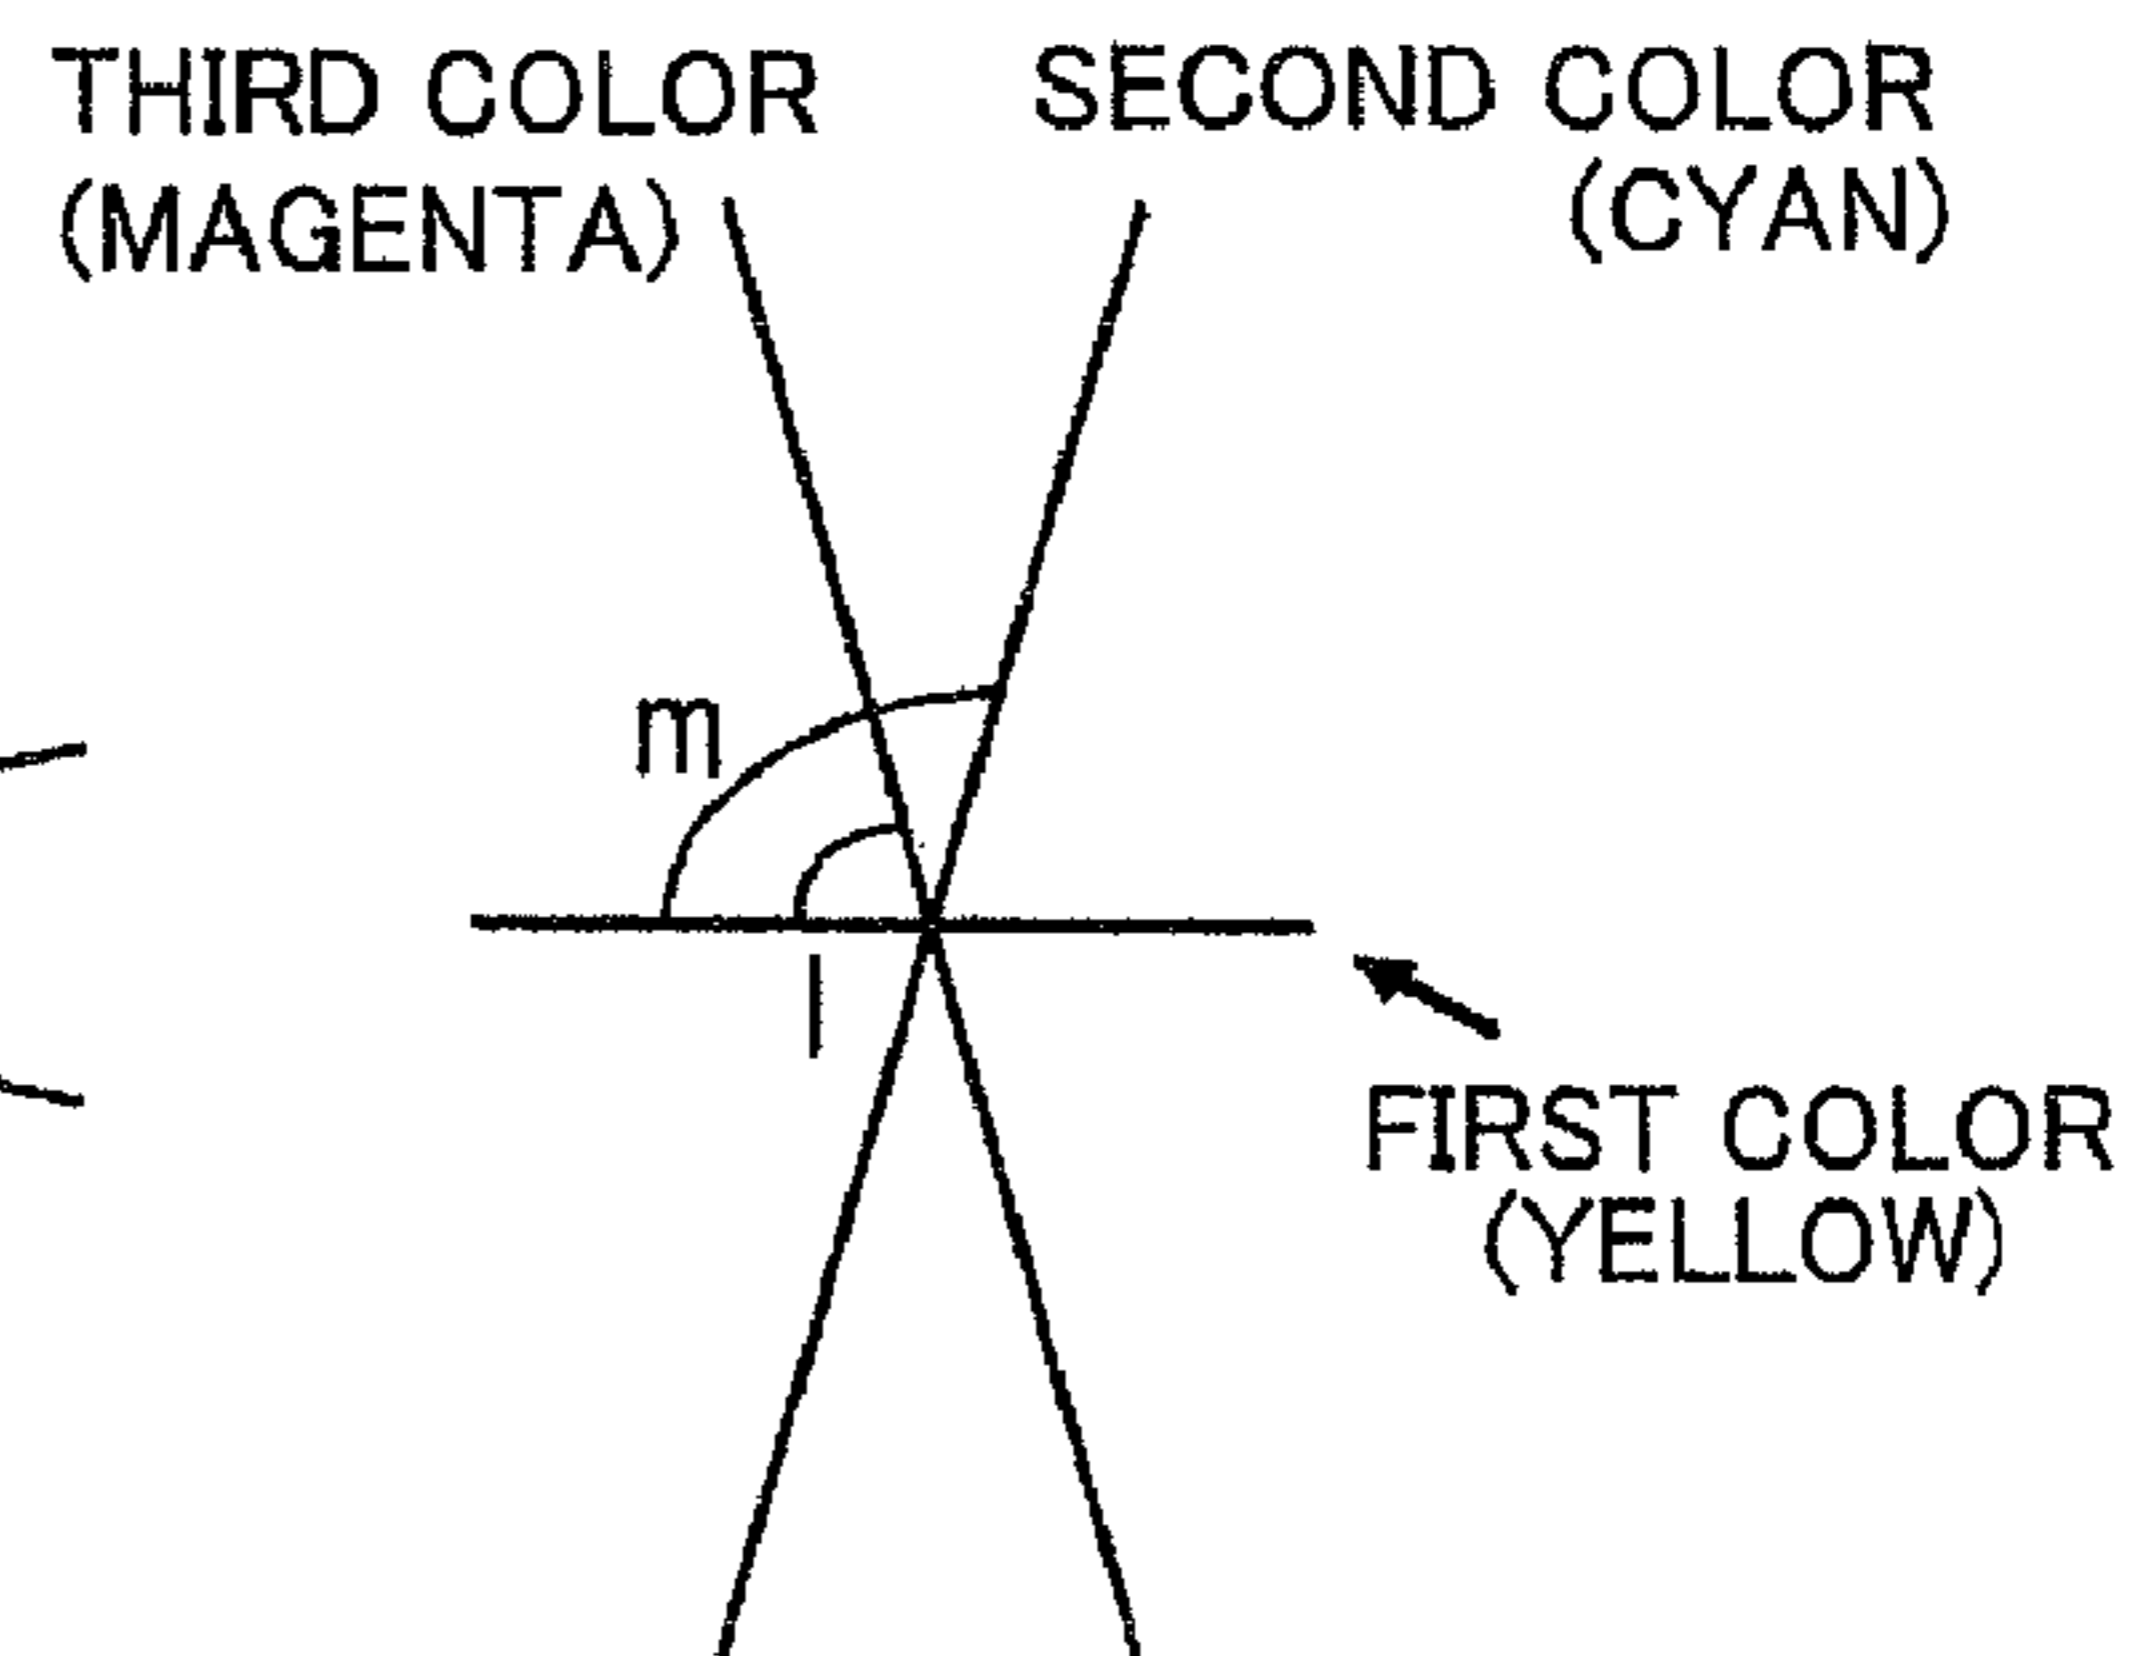 THIRD COLOR
(MAGENTA)
SECOND COLOR
(CYAN)
m
l
FIRST COLOR
(YELLOW)